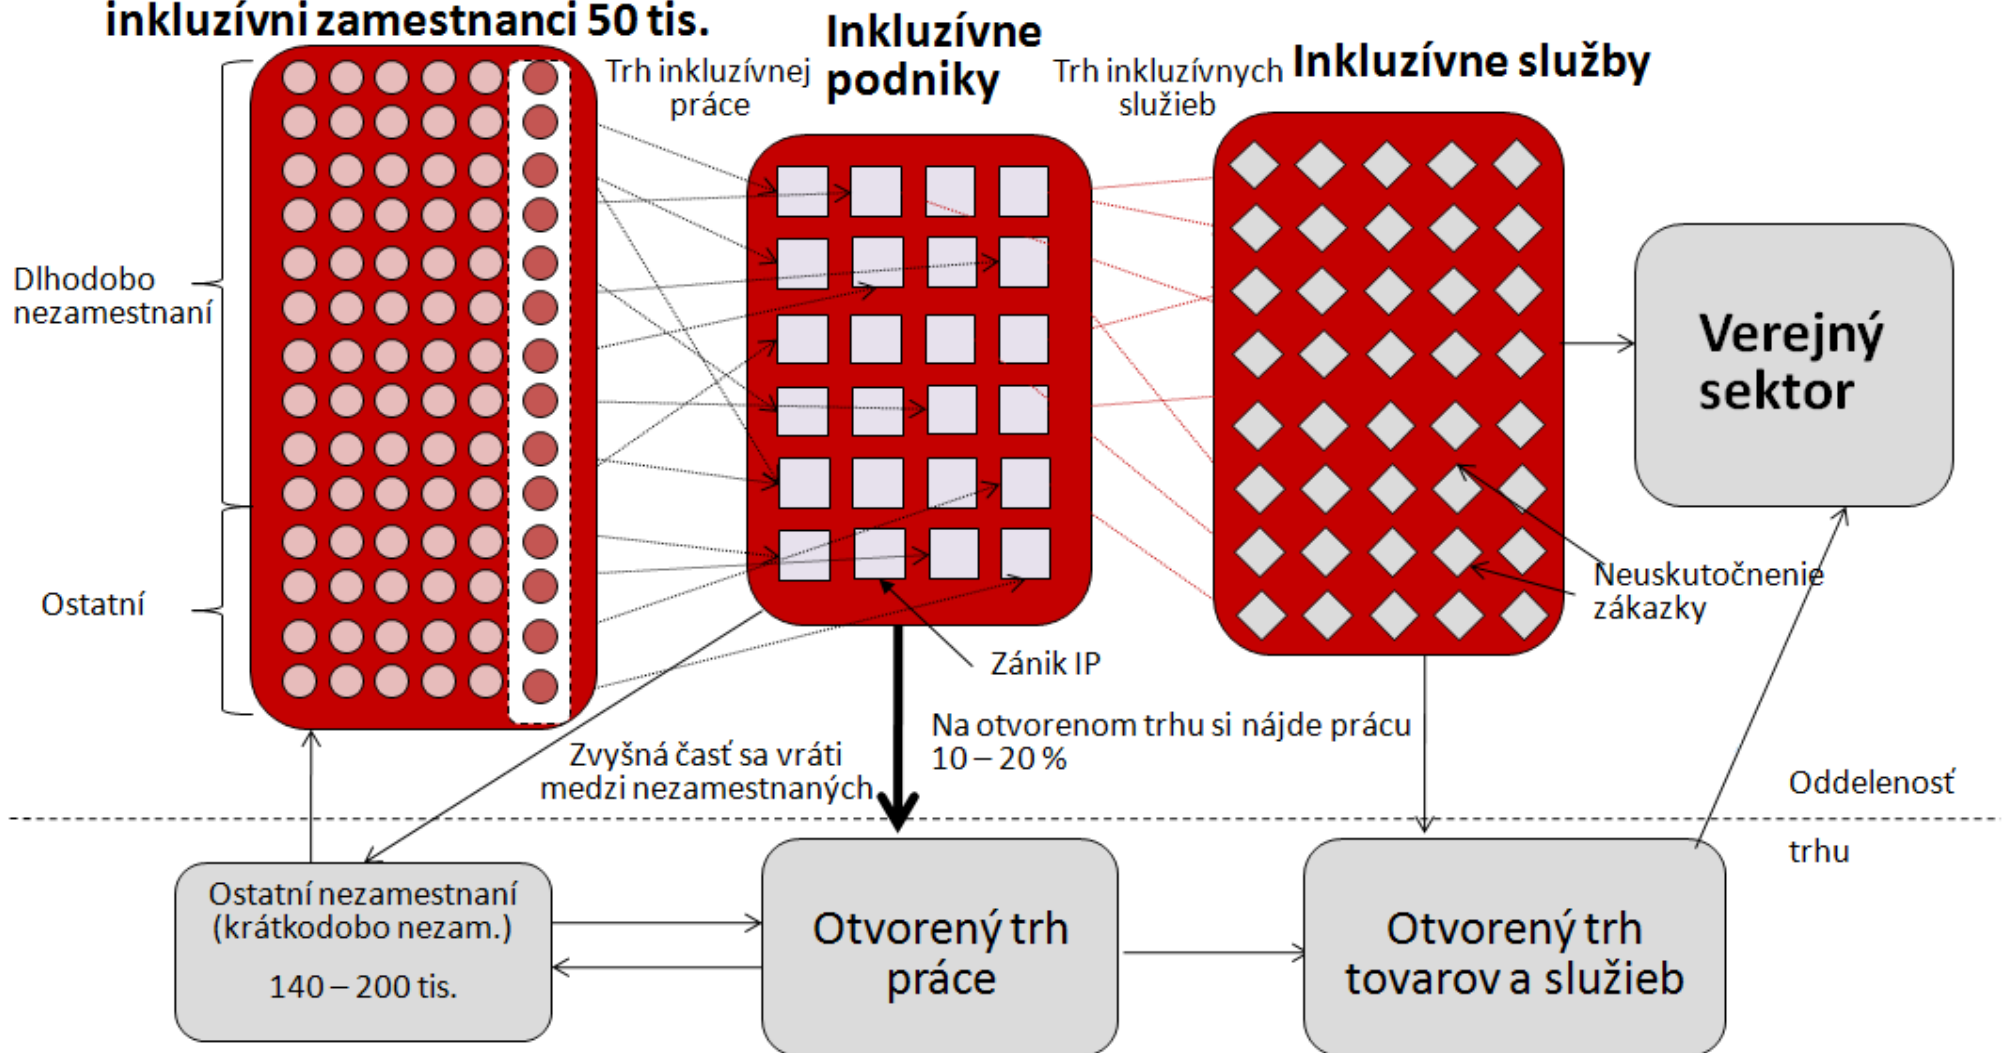 inkluzívni zamestnanci 50 tis.
Inkluzívne
podniky
Inkluzívne služby
Trh inkluzívnej
práce
Trh inkluzívnych
služieb
Dlhodobo
nezamestnaní
Ostatní
Verejný
sektor
Neuskutočnenie
zákazky
Zánik IP
Na otvorenom trhu si nájde prácu
10 – 20 %
Zvyšná časť sa vráti
medzi nezamestnaných
Oddelenosť
trhu
Ostatní nezamestnaní
(krátkodobo nezam.)
140 – 200 tis.
Otvorený trh
práce
Otvorený trh
tovarov a služieb